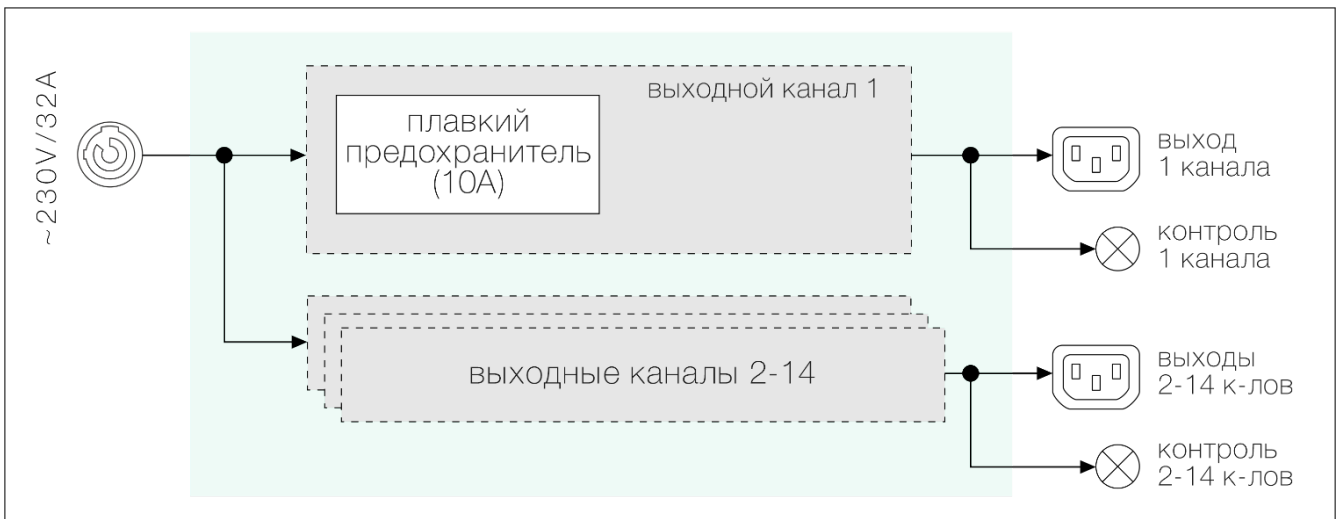 ~230V/32A
выходной канал 1
плавкий
предохранитель
(10А)
выход
1 канала
контроль
1 канала
выходные каналы 2-14
выходы
2-14 к-лов
контроль
2-14 к-лов